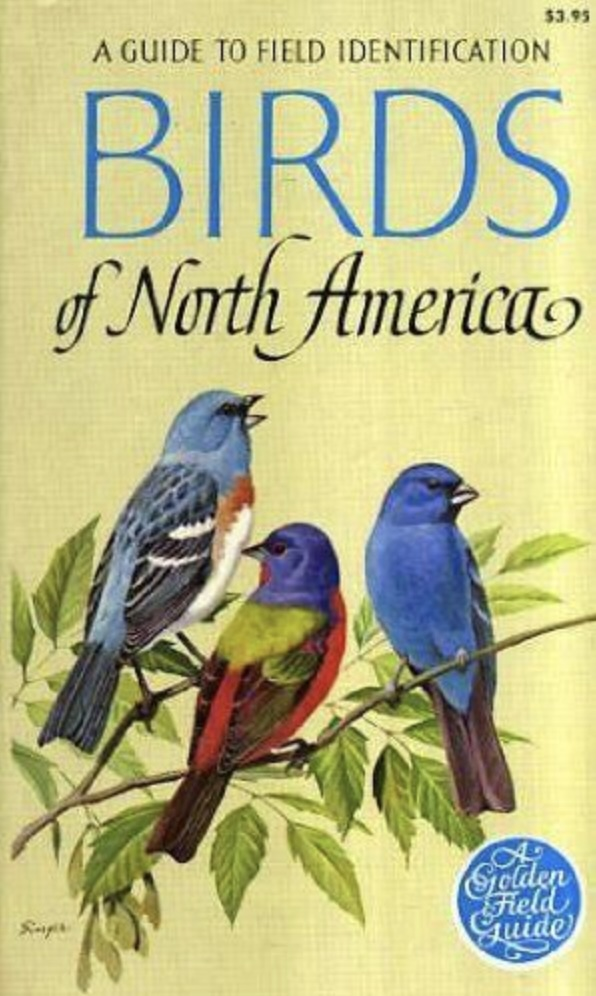 $3.95
A GUIDE TO FIELD IDENTIFICATION
BIRDS
of North America
Singer
A
Golden
Field
Guide